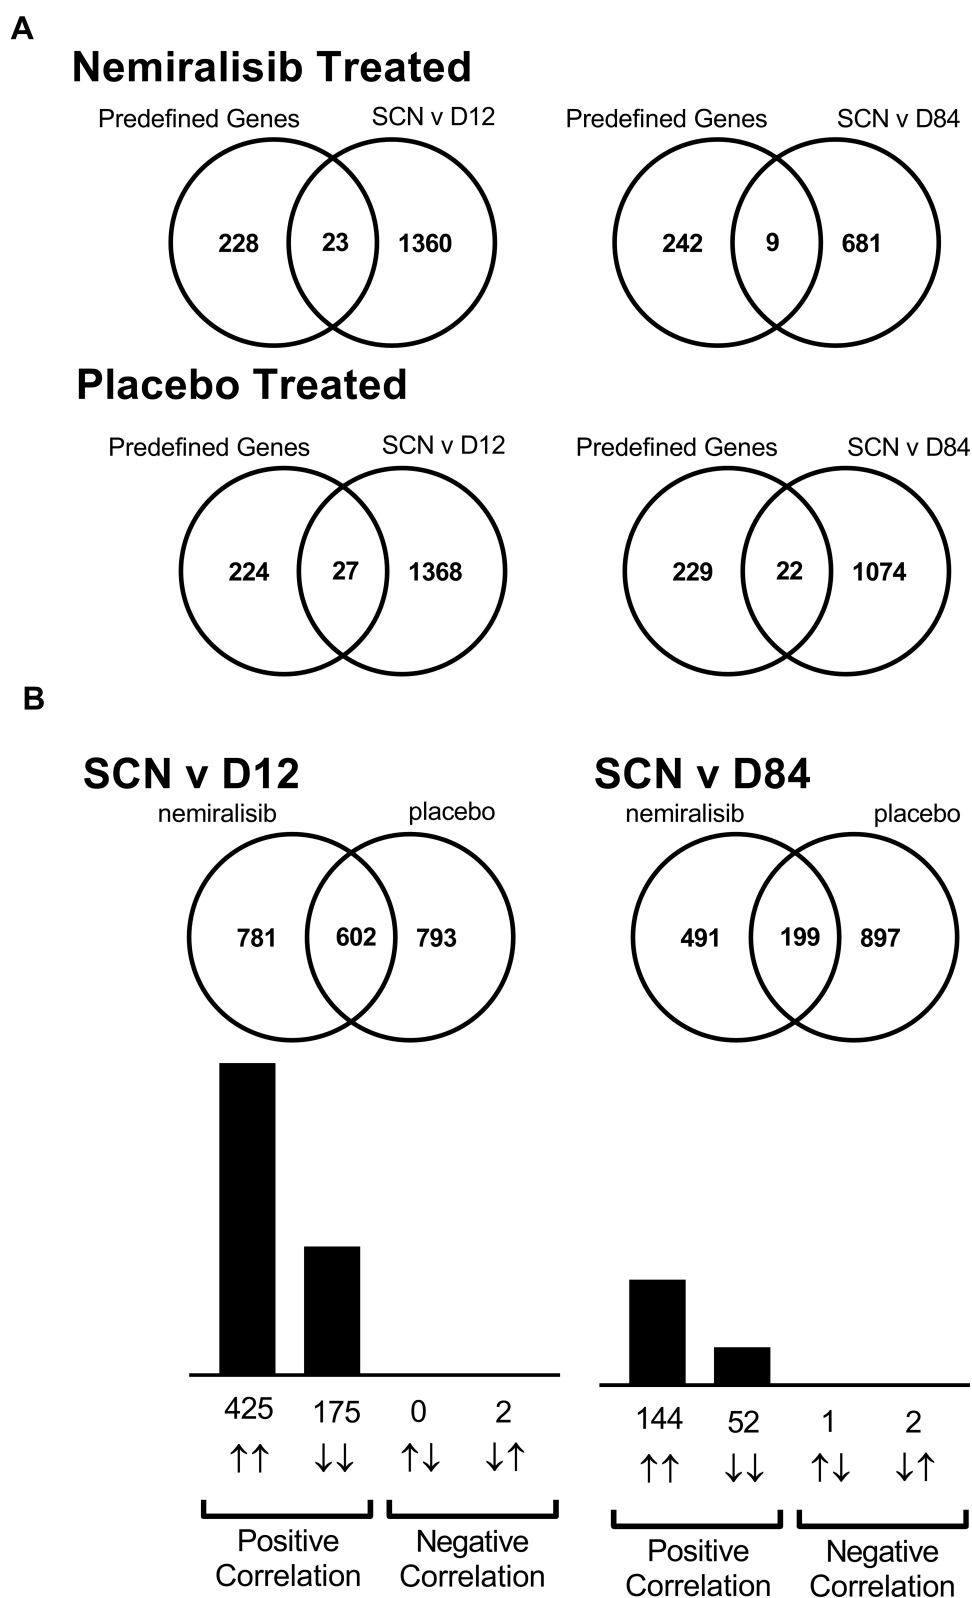 A
Nemiralisib Treated
Predefined Genes SCN v D12 Predefined Genes SCN v D84
228 23 1360 242 9 681
Placebo Treated
Predefined Genes SCN v D12 Predefined Genes SCN v D84
224 27 1368 229 22 1074
B
SCN v D12 SCN v D84
nemiralisib placebo nemiralisib placebo
781 602 793 491 199 897
425 175 0 2 144 52 1 2
↑↑ ↓↓ ↑↓ ↓↑ ↑↑ ↓↓ ↑↓ ↓↑
Positive Negative Positive Negative
Correlation Correlation Correlation Correlation